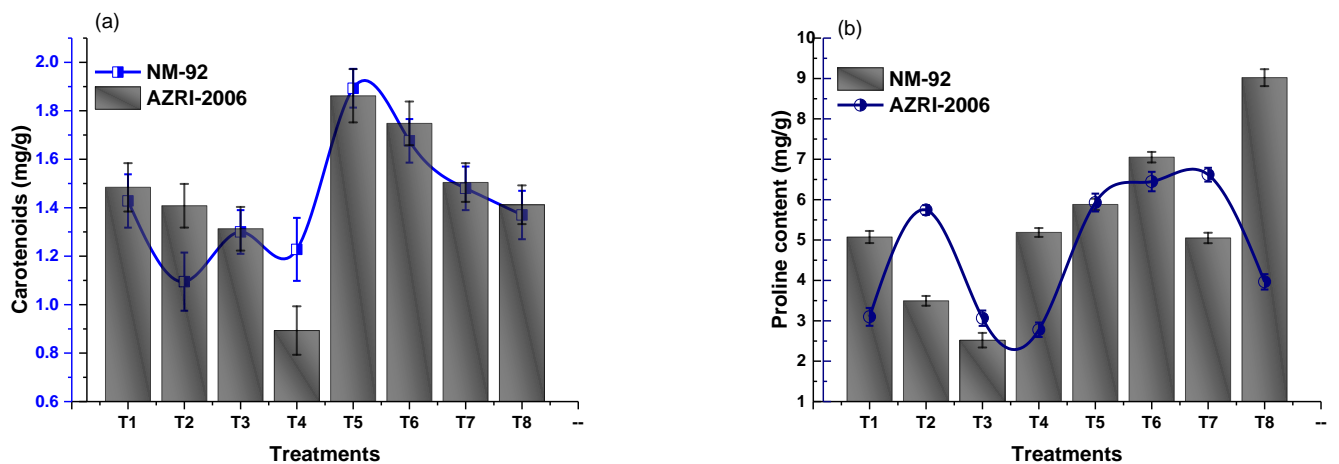 (a)
NM-92
AZRI-2006
Carotenoids (mg/g)
2.1
2.0
1.8
1.6
1.4
1.2
1.0
0.8
0.6
T1 T2 T3 T4 T5 T6 T7 T8 --
Treatments
(b)
NM-92
AZRI-2006
Proline content (mg/g)
10
9
8
7
6
5
4
3
2
1
T1 T2 T3 T4 T5 T6 T7 T8 --
Treatments